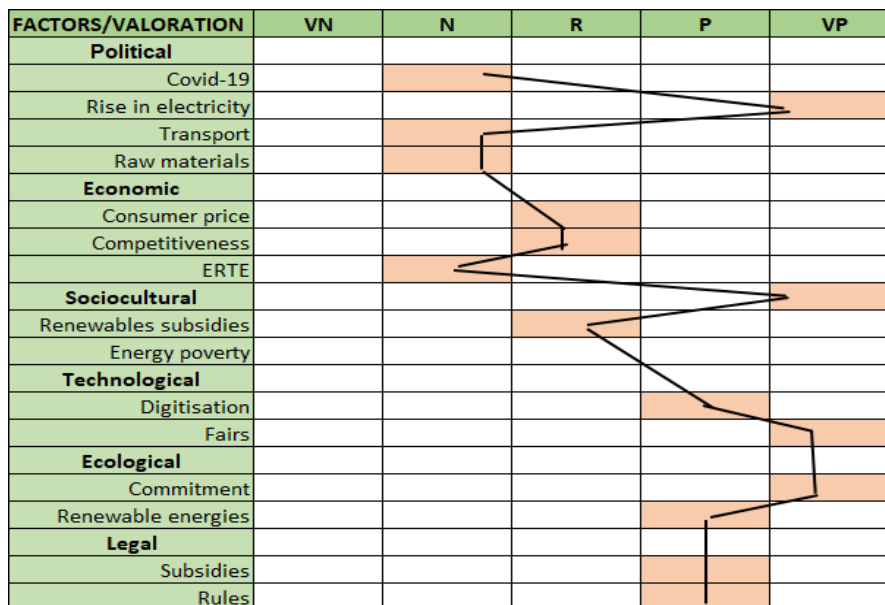 FACTORS/VALORATION VN N R P VP
Political
Covid-19
Rise in electricity
Transport
Raw materials
Economic
Consumer price
Competitiveness
ERTE
Sociocultural
Renewables subsidies
Energy poverty
Technological
Digitisation
Fairs
Ecological
Commitment
Renewable energies
Legal
Subsidies
Rules